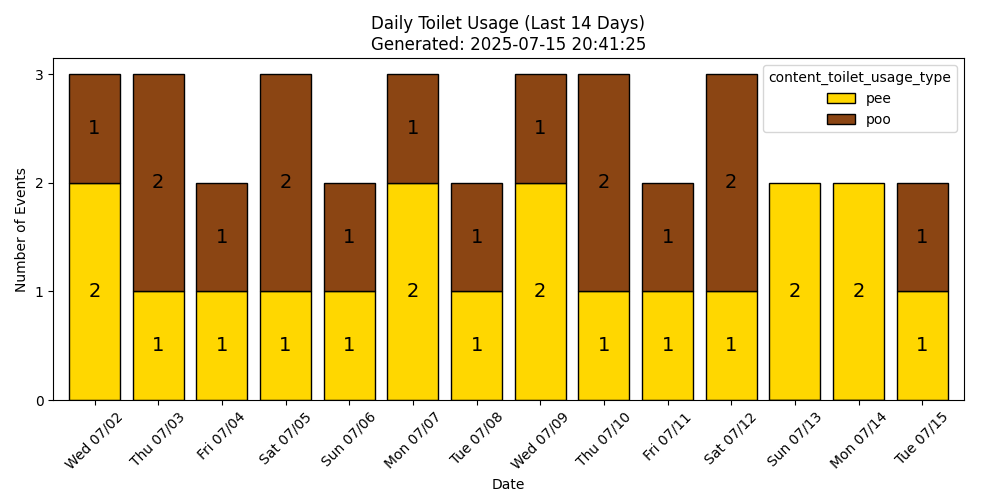 Daily Toilet Usage (Last 14 Days)
Generated: 2025-07-15 20:41:25
content_toilet_usage_type
pee
poo
Number of Events
3
2
1
0
1 2 1 2 1 1 1 1 2 1 2 1
2 1 1 1 1 2 1 2 1 1 1 2 2 1
Wed 07/02 Thu 07/03 Fri 07/04 Sat 07/05 Sun 07/06 Mon 07/07 Tue 07/08 Wed 07/09 Thu 07/10 Fri 07/11 Sat 07/12 Sun 07/13 Mon 07/14 Tue 07/15
Date